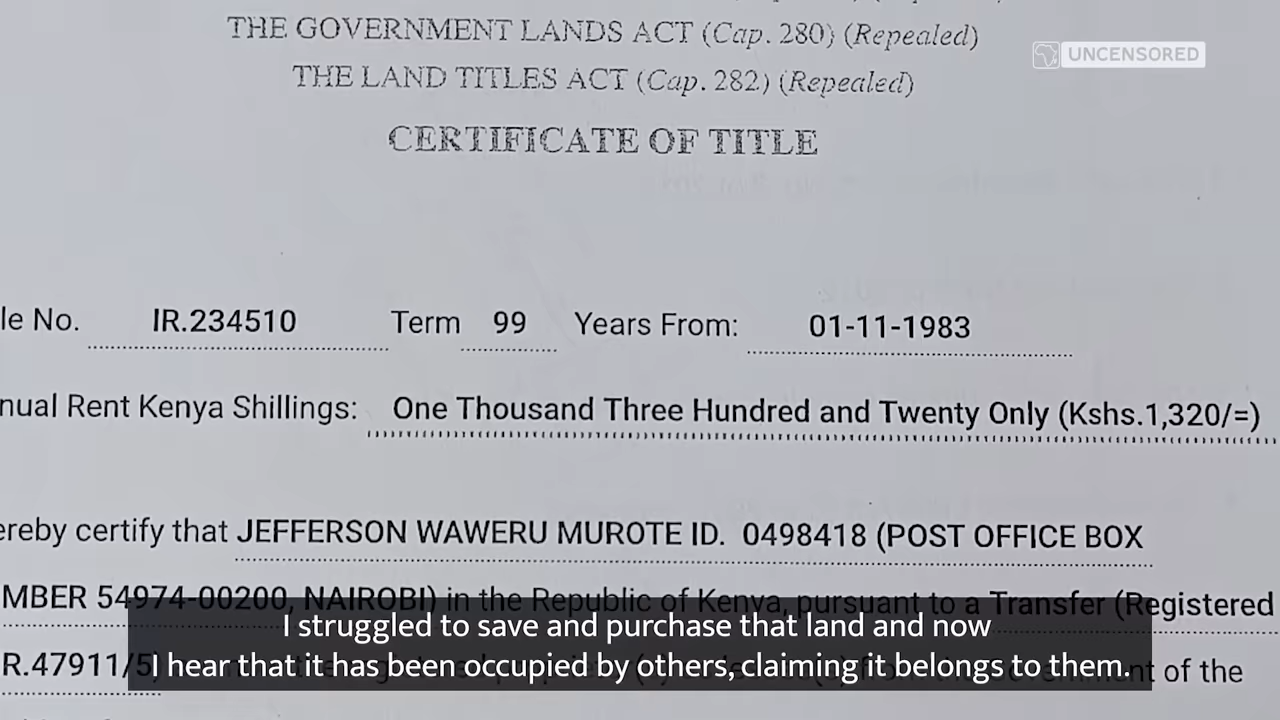 THE GOVERNMENT LANDS ACT (Cap. 280) (Repealed)
UNCENSORED
THE LAND TITLES ACT (Cap. 282) (Repealed)
CERTIFICATE OF TITLE
le No. IR.234510 Term 99 Years From: 01-11-1983
nual Rent Kenya Shillings: One Thousand Three Hundred and Twenty Only (Kshs.1,320/=)
ereby certify that JEFFERSON WAWERU MUROTE ID. 0498418 (POST OFFICE BOX
MBER 54974-00200, NAIROBI) in the Republic of Kenya, pursuant to a Transfer (Registered
I struggled to save and purchase that land and now
R.47911/5) of the
I hear that it has been occupied by others, claiming it belongs to them.